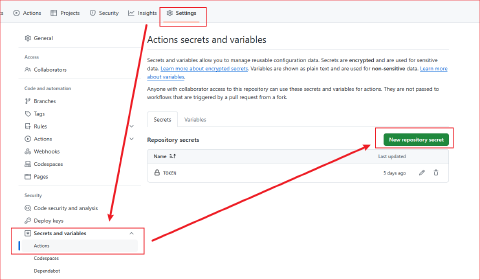 Actions
Projects
Security
Insights
Settings
General
Access
Collaborators
Code and automation
Branches
Tags
Rules
Actions
Webhooks
Codespaces
Pages
Security
Code security and analysis
Deploy keys
Secrets and variables
Actions
Codespaces
Dependabot
Actions secrets and variables
Secrets and variables allow you to manage reusable configuration data. Secrets are encrypted and are used for sensitive
data. Learn more about encrypted secrets. Variables are shown as plain text and are used for non-sensitive data. Learn more
about variables.
Anyone with collaborator access to this repository can use these secrets and variables for actions. They are not passed to
workflows that are triggered by a pull request from a fork.
Secrets
Variables
Repository secrets
New repository secret
Name
Last updated
TOKEN
5 days ago